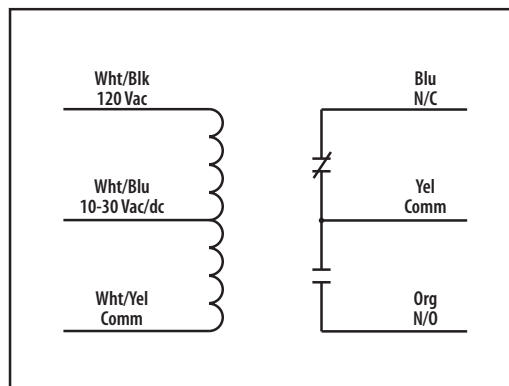 Wht/Blk
120 Vac
Blu
N/C
Wht/Blu
10-30 Vac/dc
Yel
Comm
Wht/Yel
Comm
Org
N/O